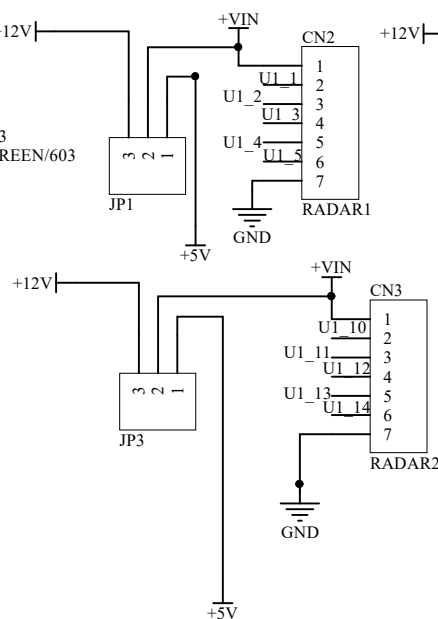 +12V
+VIN
CN2
+12V
1
U1_1
2
U1_2
3
U1_3
4
U1_4
5
U1_5
6
7
3
REEN/603
3
2
1
JP1
RADAR1
GND
+5V
+12V
+VIN
CN3
1
U1_10
2
U1_11
3
U1_12
4
U1_13
5
U1_14
6
7
3
2
1
JP3
RADAR2
GND
+5V